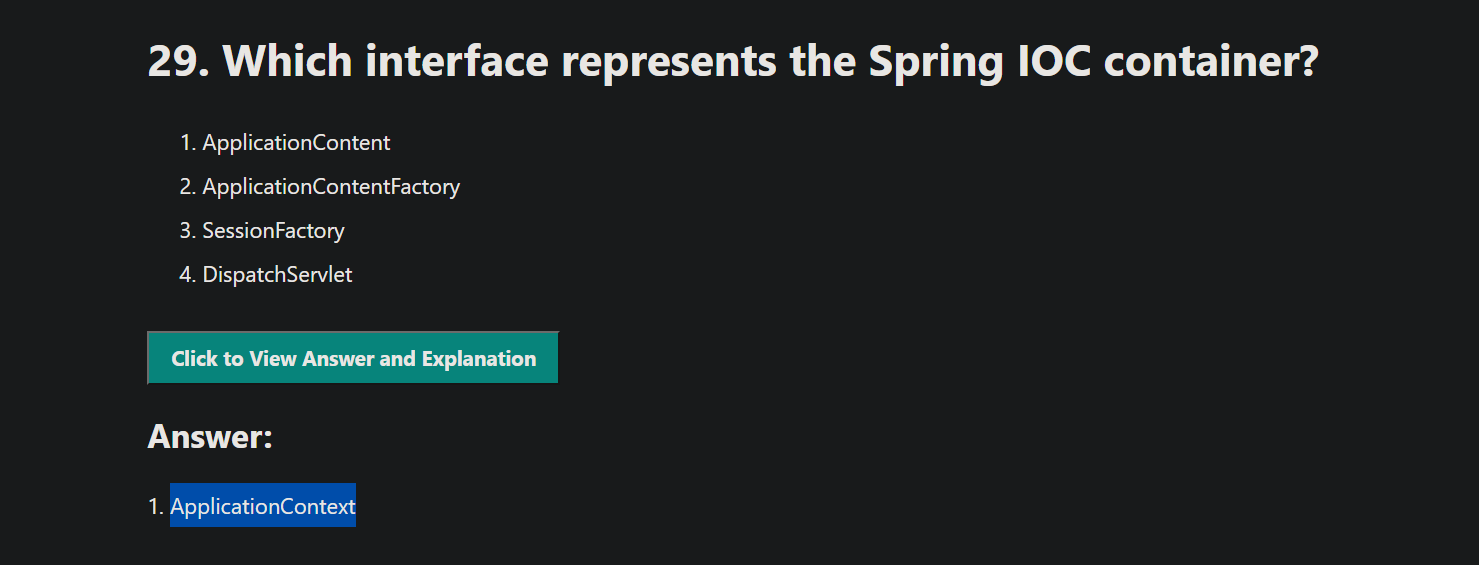 29. Which interface represents the Spring IOC container?
1. ApplicationContent
2. ApplicationContentFactory
3. SessionFactory
4. DispatchServlet
Click to View Answer and Explanation
Answer:
1. ApplicationContext